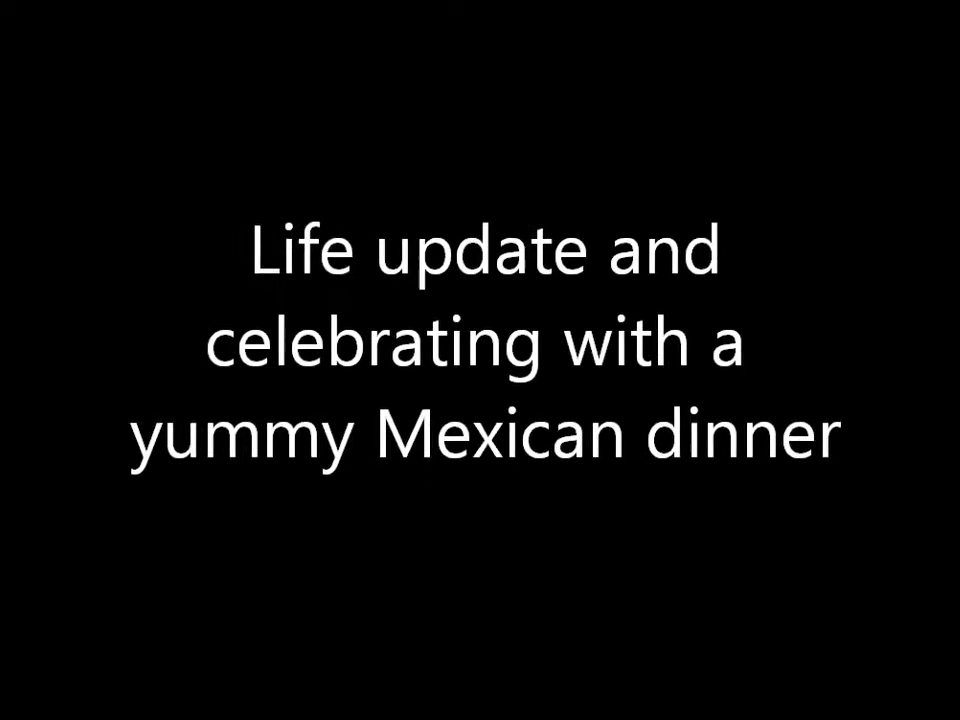 Life update and
celebrating with a
yummy Mexican dinner